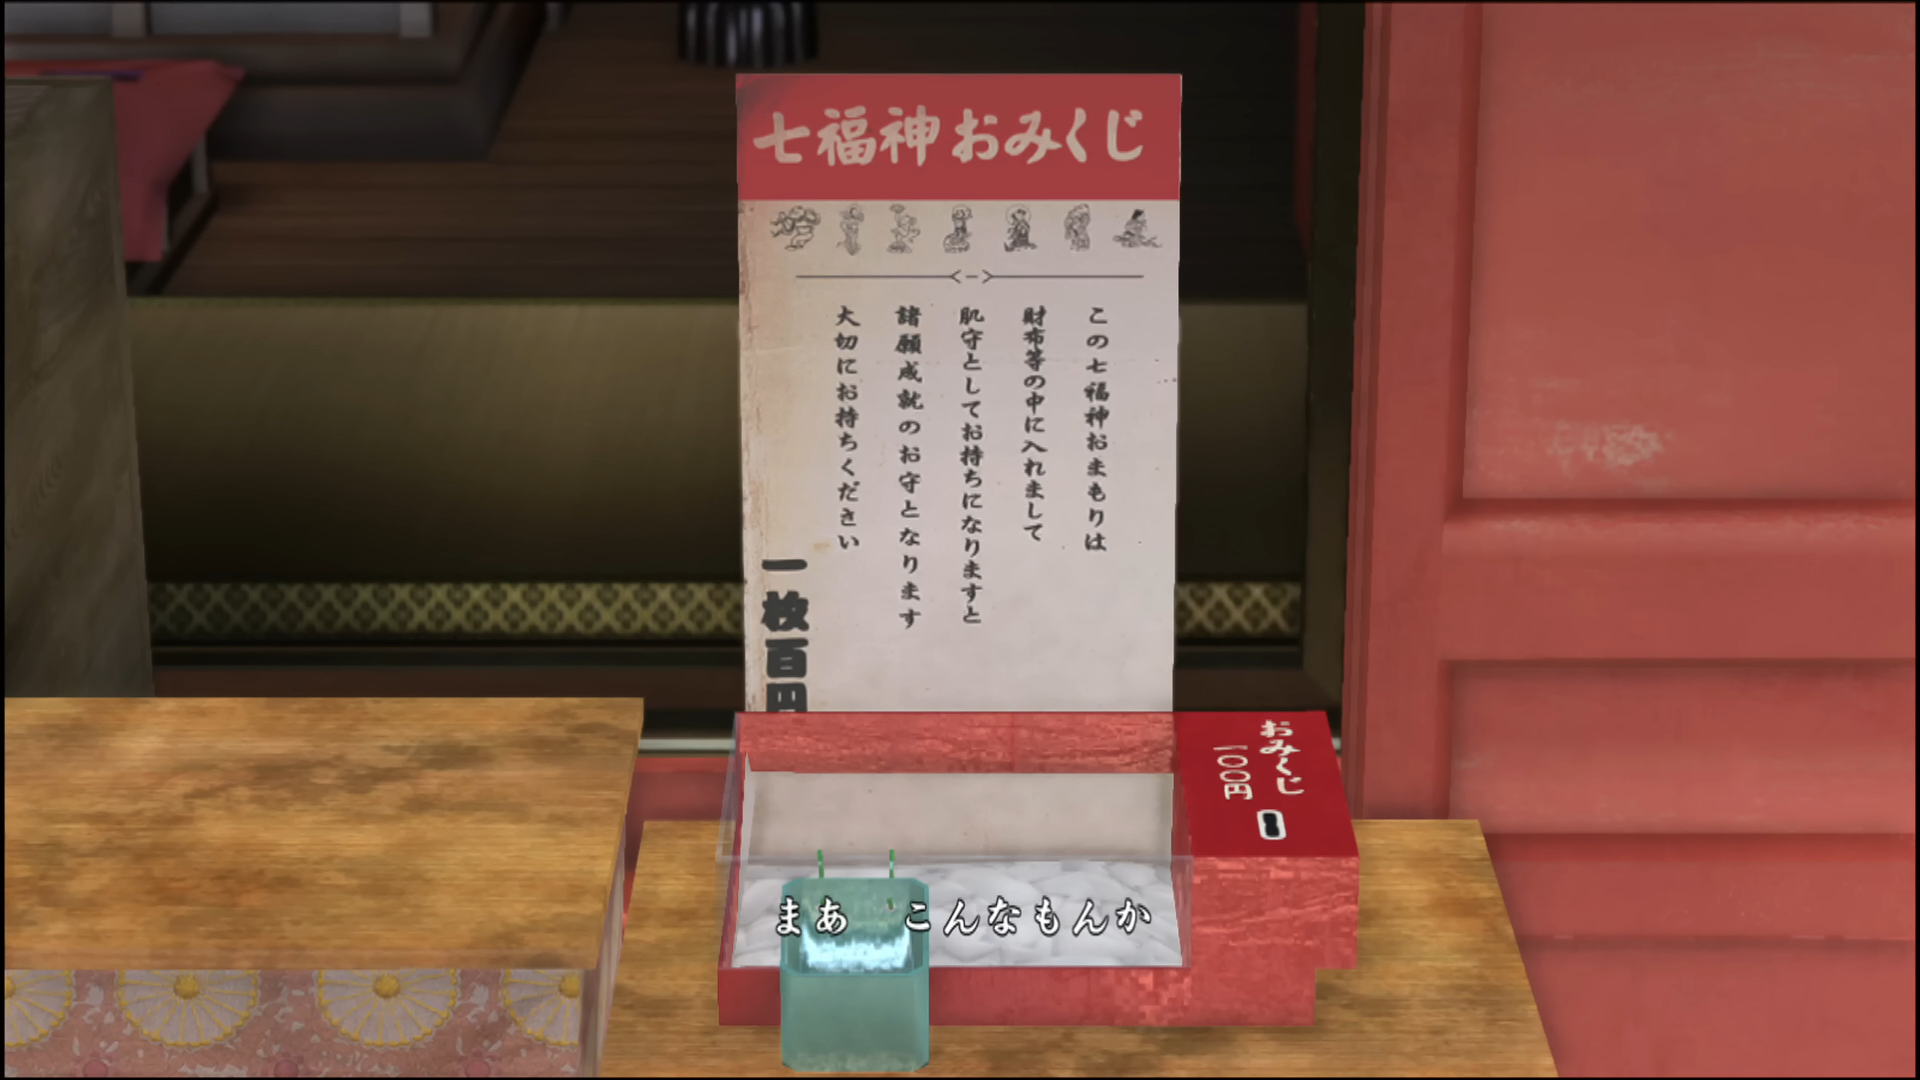 七福神おみくじ
この七福神おまもりは
財布等の中に入れまして
肌守としてお持ちになりますと
諸願成就のお守となります
大切にお持ちください
一枚百円
おみくじ
一〇〇円
まあ　こんなもんか